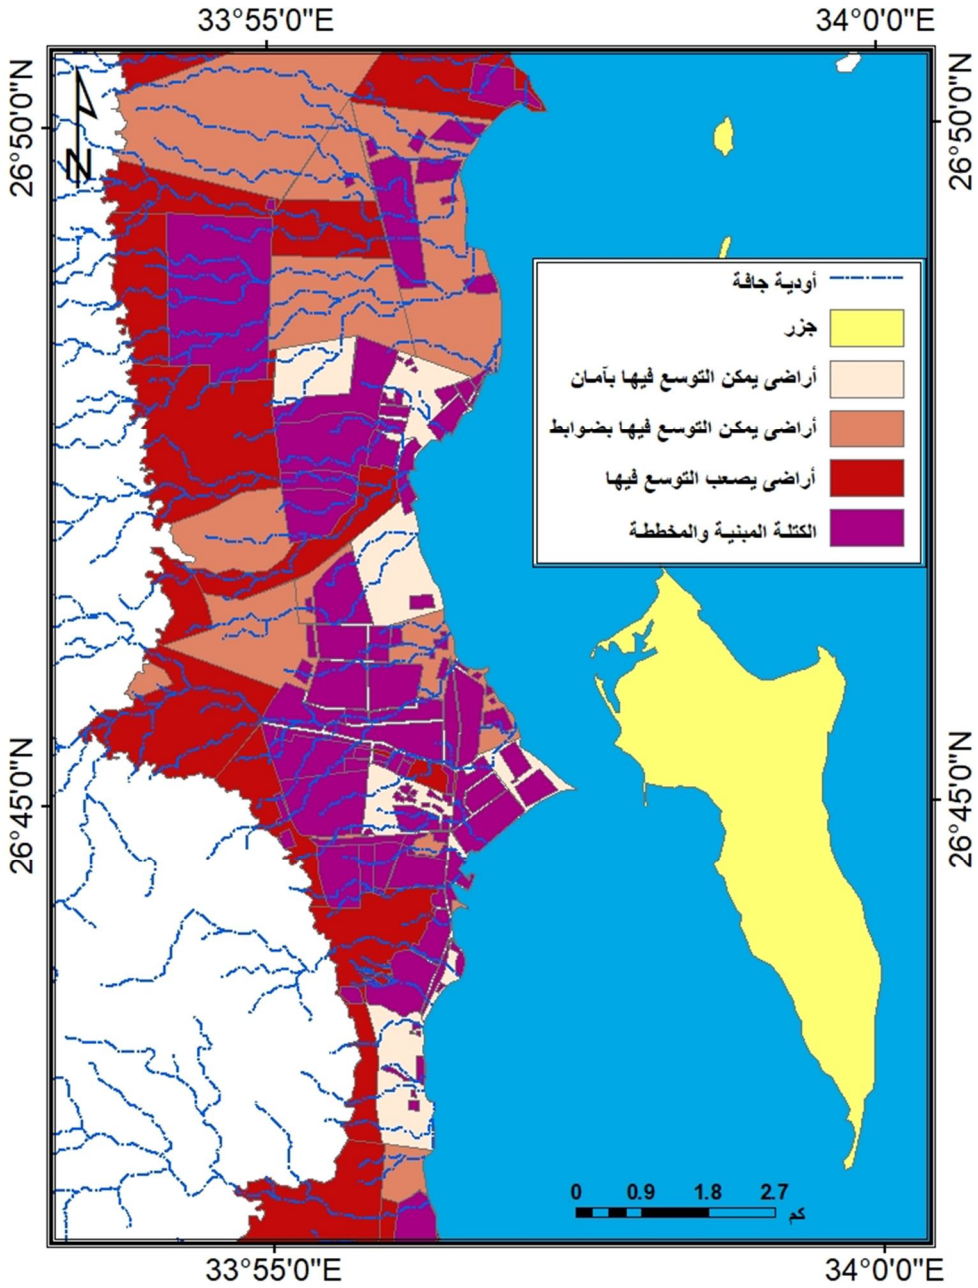 33°55'0"E
34°0'0"E
26°50'0"N
26°50'0"N
N
أودية جافة
جزر
أراضى يمكن التوسع فيها بآمان
أراضى يمكن التوسع فيها بضوابط
أراضى يصعب التوسع فيها
الكتلة المبنية والمخططة
26°45'0"N
26°45'0"N
0 0.9 1.8 2.7
كم
33°55'0"E
34°0'0"E